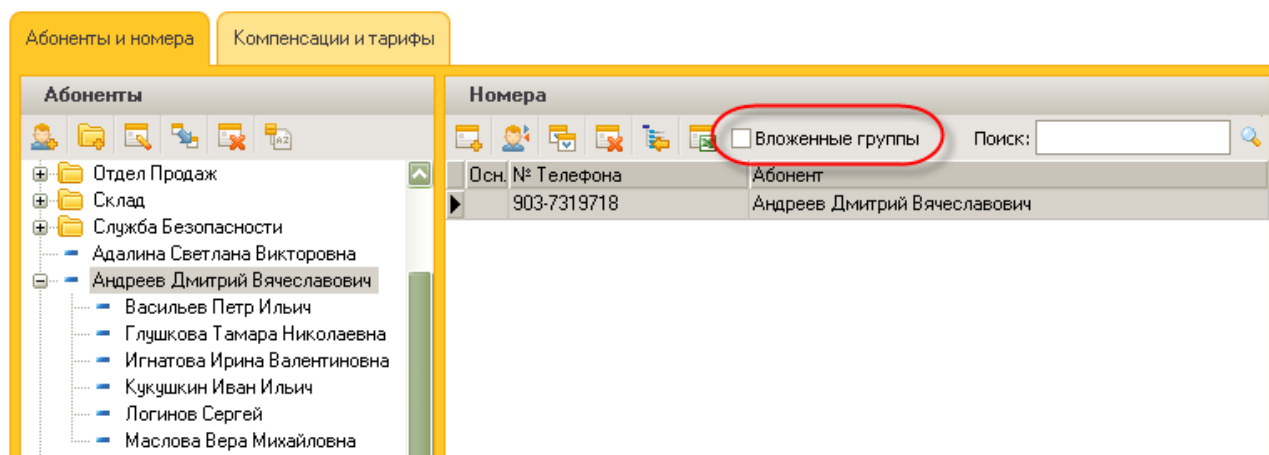 Абоненты и номера
Компенсации и тарифы
Абоненты
Номера
Вложенные группы
Поиск:
Осн. № Телефона Абонент
903-7319718 Андреев Дмитрий Вячеславович
Отдел Продаж
Склад
Служба Безопасности
Адалина Светлана Викторовна
Андреев Дмитрий Вячеславович
Васильев Петр Ильич
Глушкова Тамара Николаевна
Игнатова Ирина Валентиновна
Кукушкин Иван Ильич
Логинов Сергей
Маслова Вера Михайловна